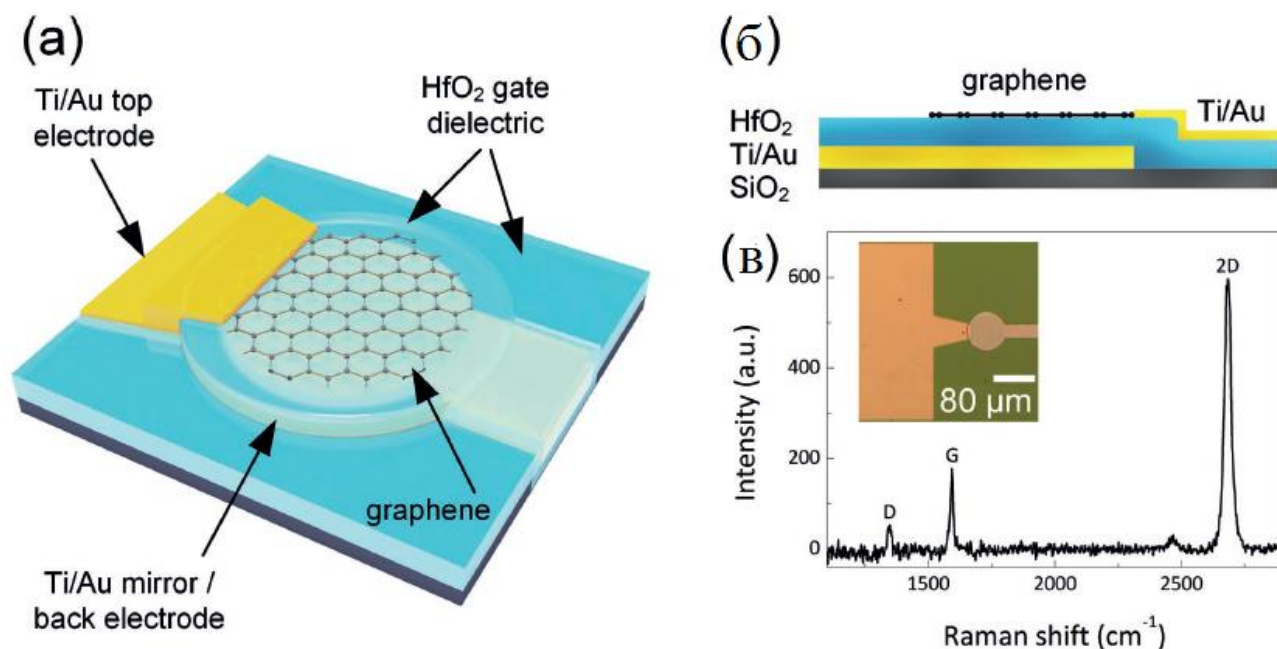 (а)
Ti/Au top
electrode
HfO₂ gate
dielectric
graphene
Ti/Au mirror /
back electrode
(б)
graphene
HfO₂
Ti/Au
Ti/Au
SiO₂
(в)
600
400
200
0
Intensity (a.u.)
D
G
2D
80 µm
1500
2000
2500
Raman shift (cm⁻¹)